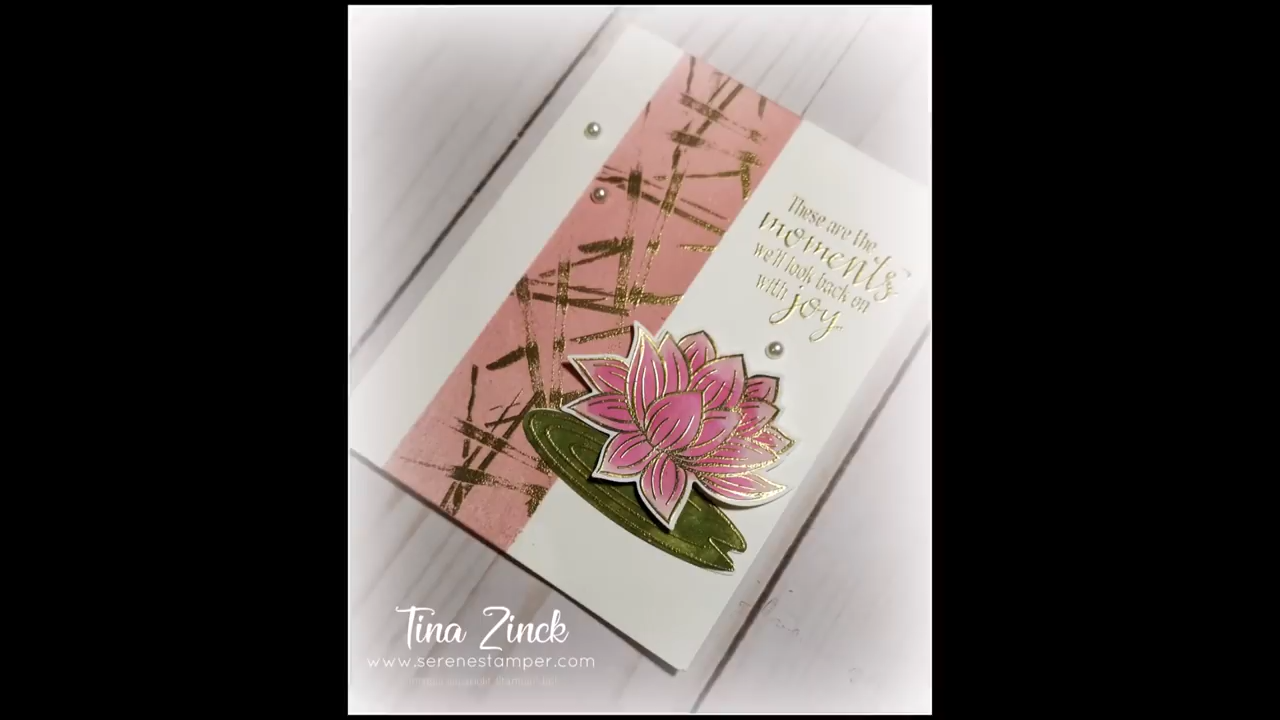 These are the
moments
we'll look back on
with joy
Tina Zinck
www.serenestamper.com